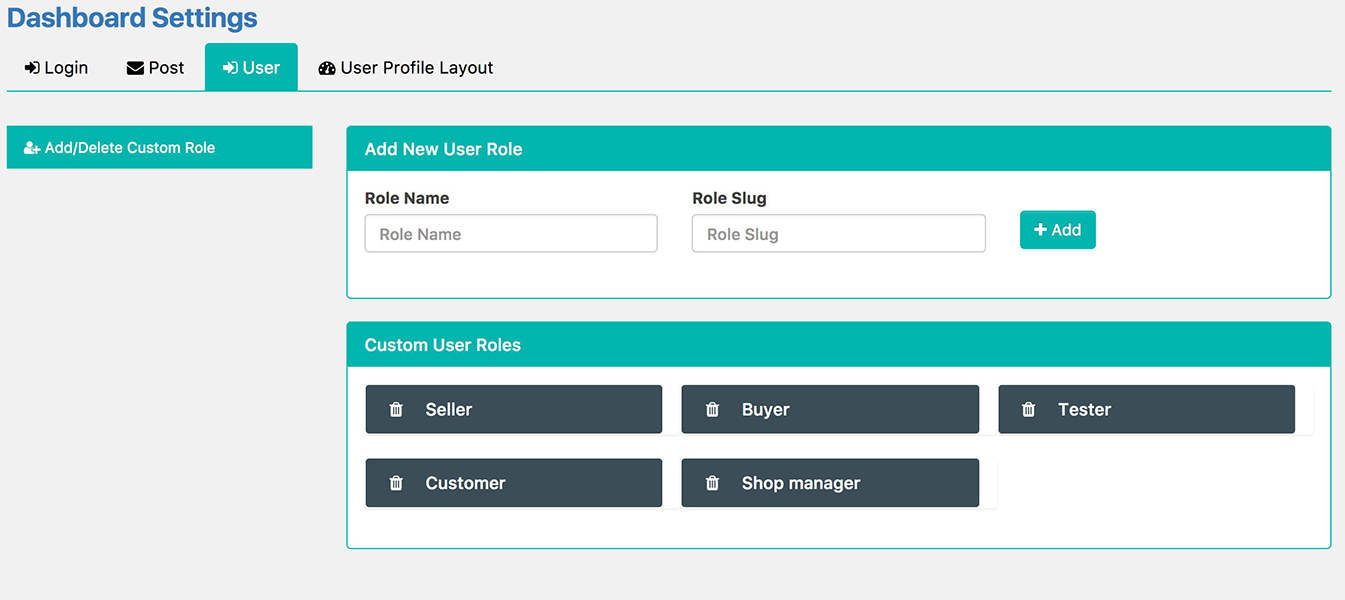 Dashboard Settings
Login Post User User Profile Layout
Add/Delete Custom Role
Add New User Role
Role Name Role Slug
Role Name Role Slug Add
Custom User Roles
Seller Buyer Tester
Customer Shop manager